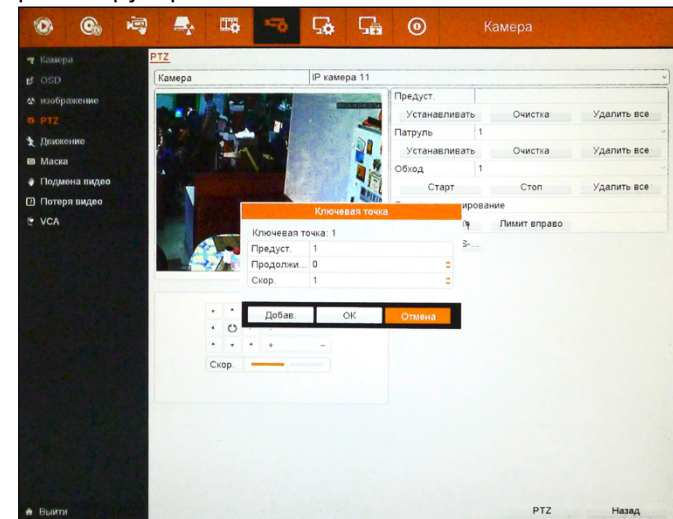 Камера
Камера
OSD
изображение
PTZ
Движение
Маска
Подмена видео
Потеря видео
VCA
Выити
PTZ
Камера IP камера 11
Предуст.
Устанавливать Очистка Удалить все
Патруль 1
Устанавливать Очистка Удалить все
Обход 1
Старт Стоп Удалить все
ирование
Лимит вправо
Ключевая точка
Ключевая точка: 1
Предуст. 1
Продолжи... 0
Скор. 1
Добав. OK Отмена
Скор.
PTZ Назад